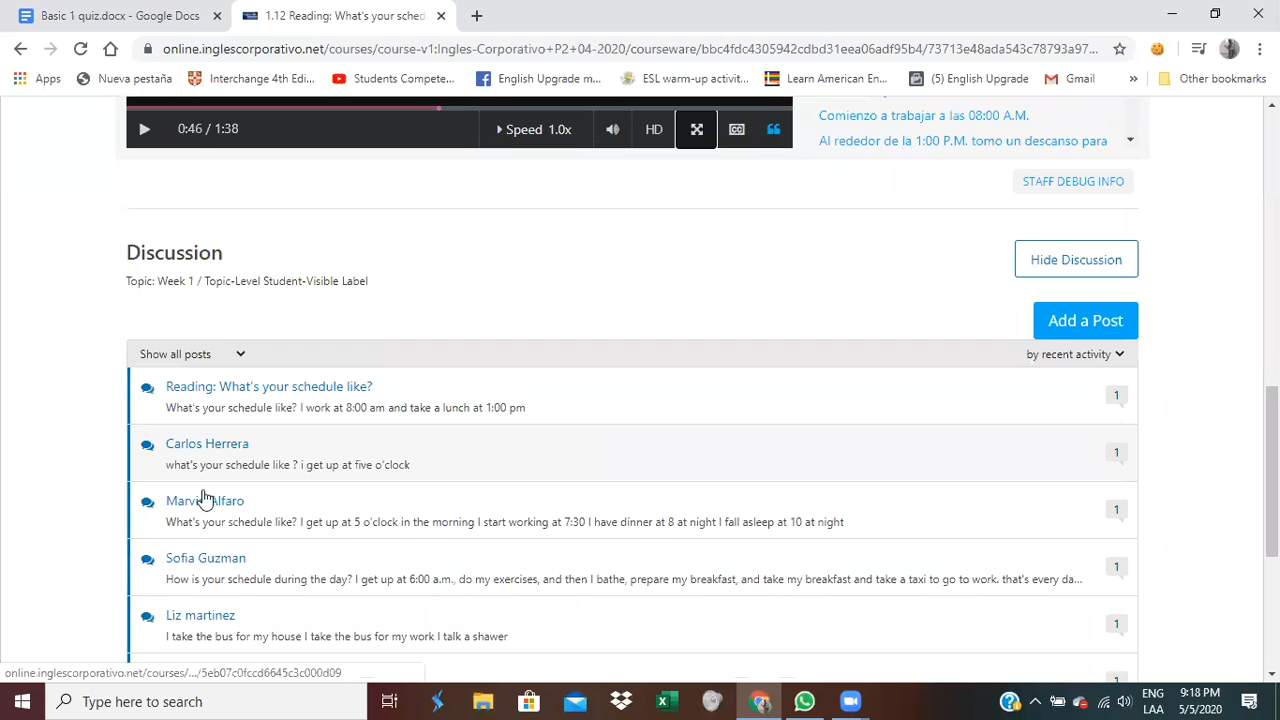 Basic 1 quiz.docx - Google Docs
1.12 Reading: What's your sched
online.inglescorporativo.net/courses/course-v1:Ingles-Corporativo+P2+04-2020/courseware/bbc4fdc4305942cdbd31eea06adf95b4/73713e48ada543c78793a97...
Apps
Nueva pestaña
Interchange 4th Edi...
Students Compete...
English Upgrade m...
ESL warm-up activit...
Learn American En...
(5) English Upgrade
Gmail
»
Other bookmarks
0:46 / 1:38
Speed 1.0x
HD
Comienzo a trabajar a las 08:00 A.M.
Al rededor de la 1:00 P.M. tomo un descanso para
STAFF DEBUG INFO
Discussion
Hide Discussion
Topic: Week 1 / Topic-Level Student-Visible Label
Add a Post
Show all posts
by recent activity
Reading: What's your schedule like?
What's your schedule like? I work at 8:00 am and take a lunch at 1:00 pm
1
Carlos Herrera
what's your schedule like ? i get up at five o'clock
1
Alfaro
What's your schedule like? I get up at 5 o'clock in the morning I start working at 7:30 I have dinner at 8 at night I fall asleep at 10 at night
1
Sofia Guzman
How is your schedule during the day? I get up at 6:00 a.m., do my exercises, and then I bathe, prepare my breakfast, and take my breakfast and take a taxi to go to work. that's every da...
1
Liz martinez
I take the bus for my house I take the bus for my work I talk a shawer
1
online.inglescorporativo.net/courses/.../5eb07c0fccd6645c3c000d09
1
Type here to search
ENG
LAA
9:18 PM
5/5/2020